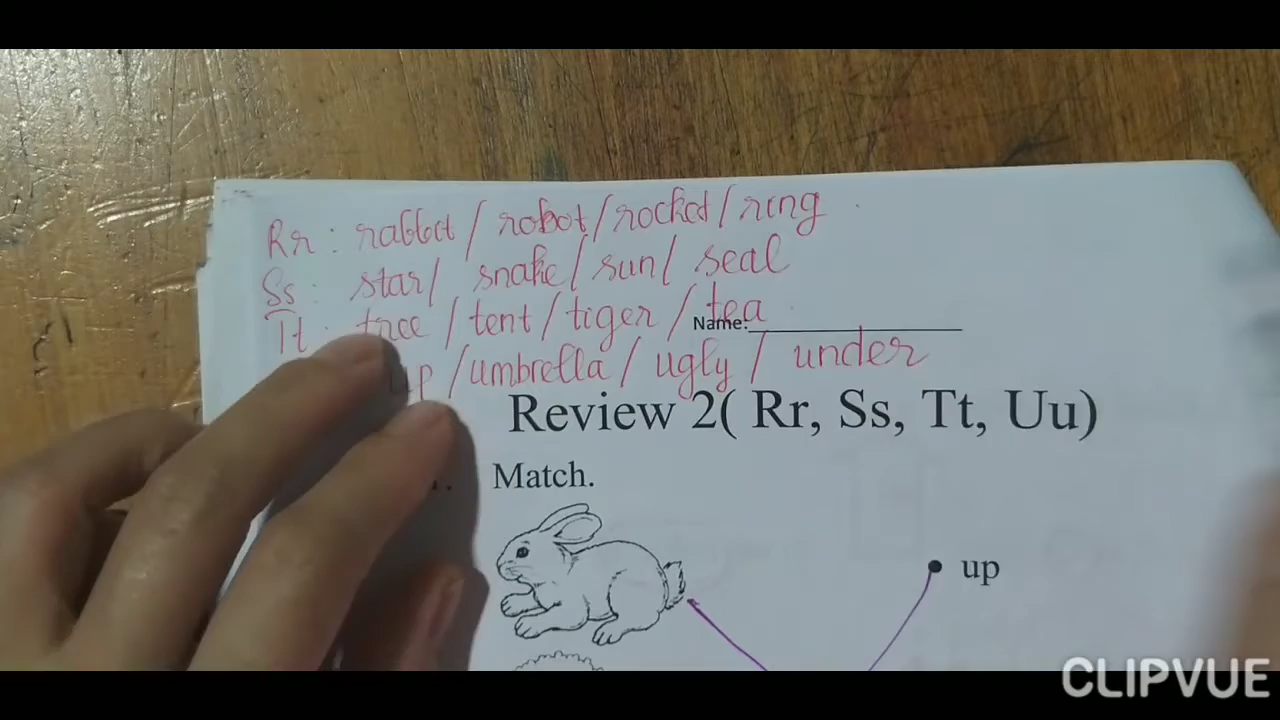 Rr : rabbit / robot / rocket / ring
Ss : star / snake / sun / seal
Tt : tree / tent / tiger / tea
Name:
up / umbrella / ugly / under
Review 2( Rr, Ss, Tt, Uu)
1. Match.
up
CLIPVUE